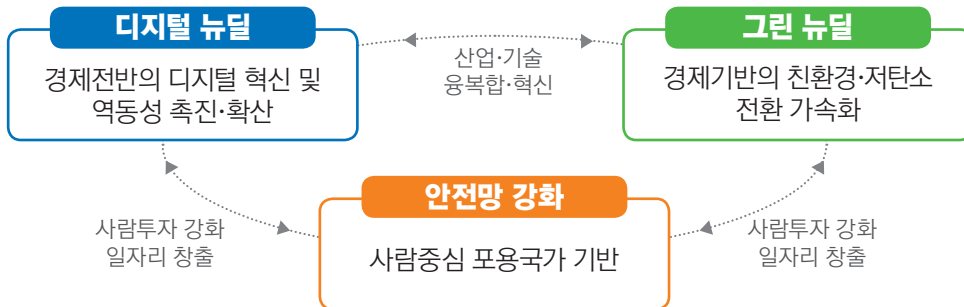 디지털 뉴딜
경제전반의 디지털 혁신 및
역동성 촉진·확산
산업·기술
융복합·혁신
그린 뉴딜
경제기반의 친환경·저탄소
전환 가속화
사람투자 강화
일자리 창출
안전망 강화
사람중심 포용국가 기반
사람투자 강화
일자리 창출